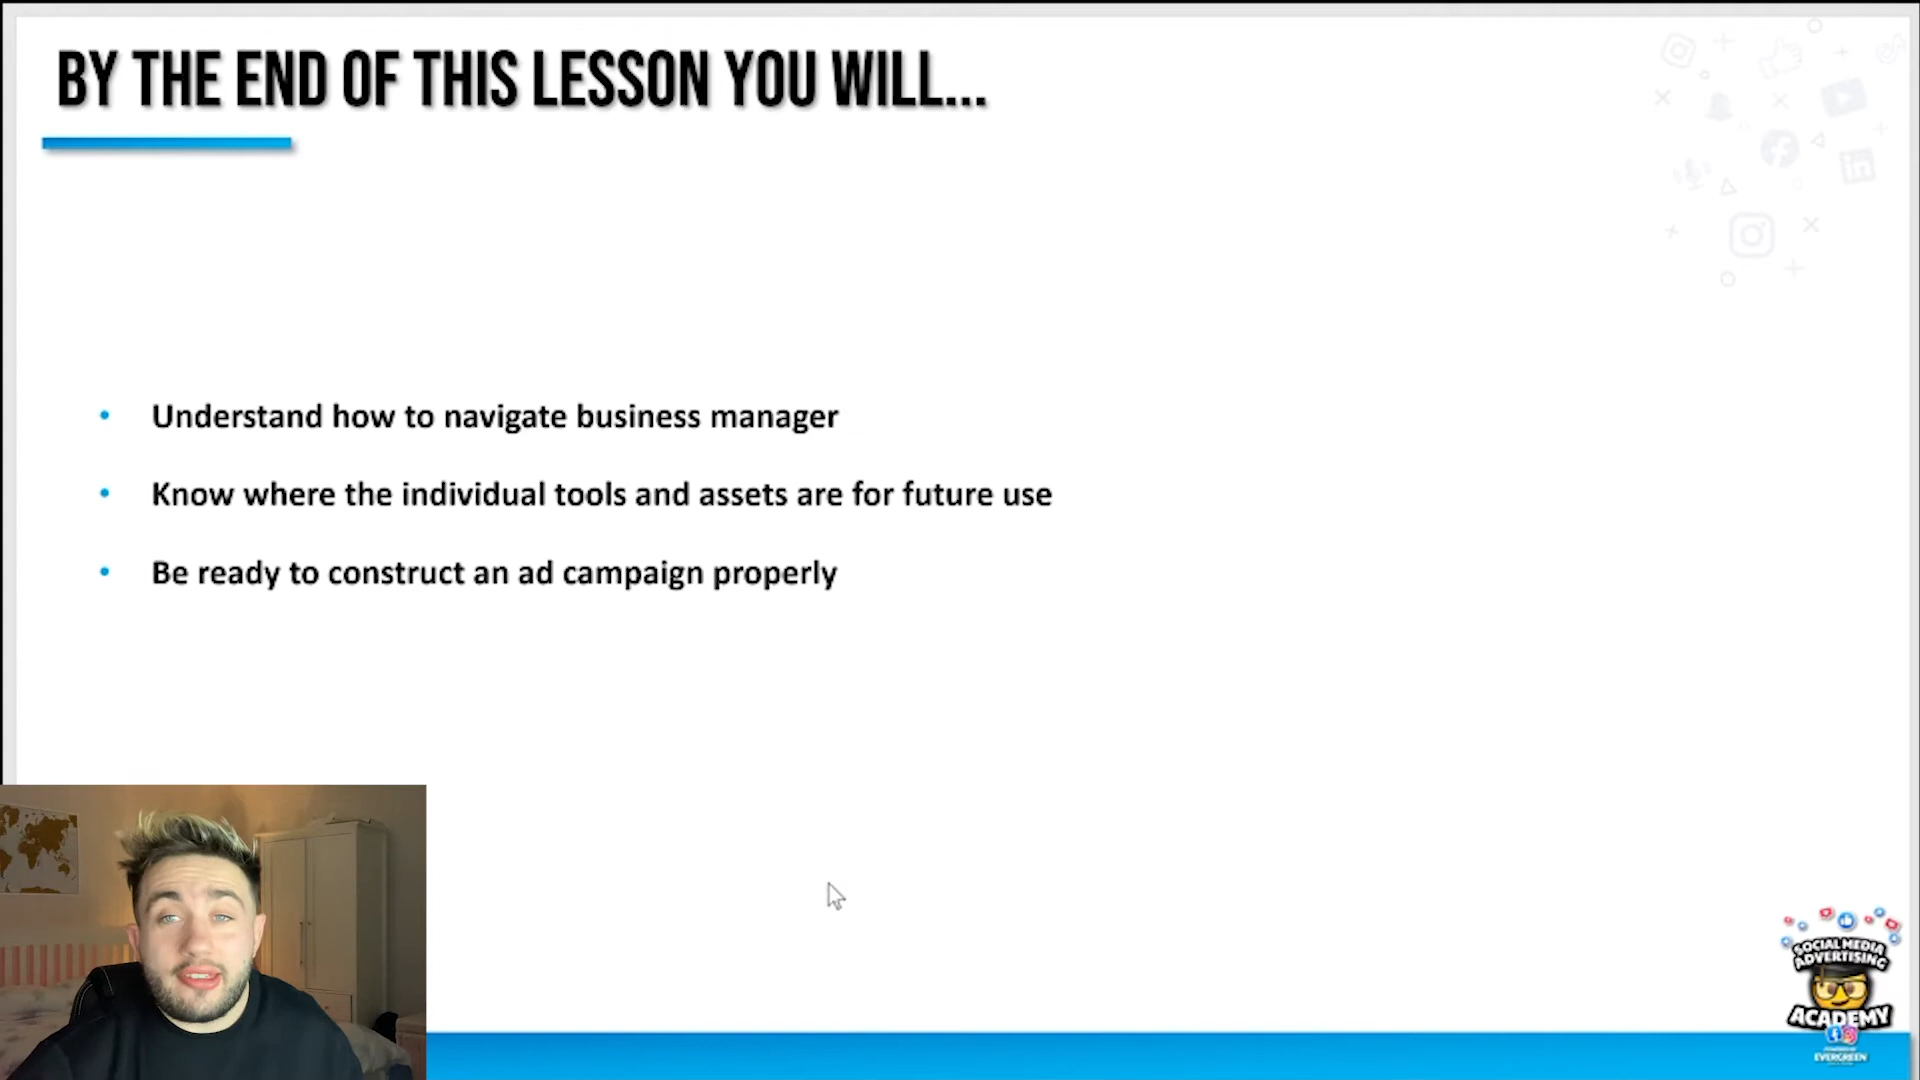 BY THE END OF THIS LESSON YOU WILL...
• Understand how to navigate business manager
• Know where the individual tools and assets are for future use
• Be ready to construct an ad campaign properly
SOCIAL MEDIA
ADVERTISING
ACADEMY
EVERGREEN